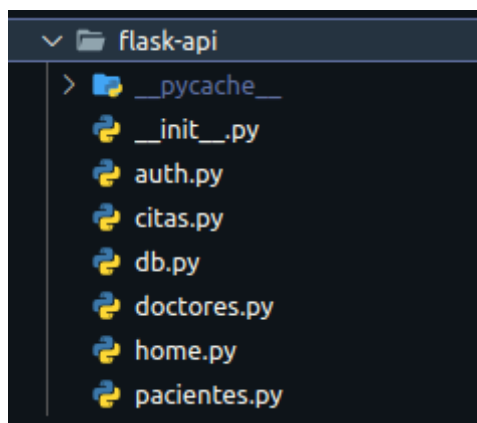 flask-api
__pycache__
__init__.py
auth.py
citas.py
db.py
doctores.py
home.py
pacientes.py